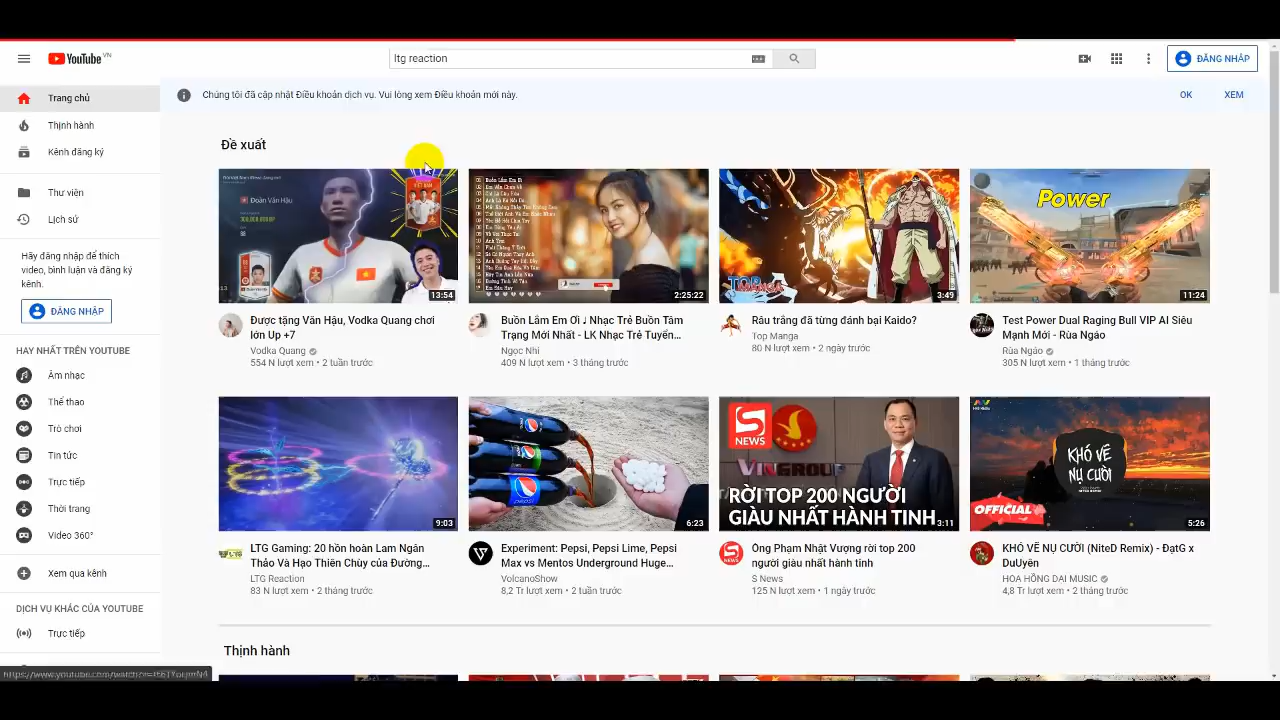 YouTube VN
ltg reaction
ĐĂNG NHẬP
Trang chủ
Thịnh hành
Kênh đăng ký
Thư viện
Lịch sử
Hãy đăng nhập để thích
video, bình luận và đăng ký
kênh.
ĐĂNG NHẬP
HAY NHẤT TRÊN YOUTUBE
Âm nhạc
Thể thao
Trò chơi
Tin tức
Trực tiếp
Thời trang
Video 360°
Xem qua kênh
DỊCH VỤ KHÁC CỦA YOUTUBE
Trực tiếp
Chúng tôi đã cập nhật Điều khoản dịch vụ. Vui lòng xem Điều khoản mới này.
OK
XEM
Đề xuất
Đoàn Văn Hậu
VIỆT NAM
13:54
Được tặng Văn Hậu, Vodka Quang chơi
lớn Up +7
Vodka Quang
554 N lượt xem • 2 tuần trước
2:25:22
Buồn Lắm Em Ơi ♩ Nhạc Trẻ Buồn Tâm
Trạng Mới Nhất - LK Nhạc Trẻ Tuyển...
Ngọc Nhi
409 N lượt xem • 3 tháng trước
TOP
MANGA
3:49
Râu trắng đã từng đánh bại Kaido?
Top Manga
80 N lượt xem • 2 ngày trước
Power
11:24
Test Power Dual Raging Bull VIP AI Siêu
Mạnh Mới - Rùa Ngáo
Rùa Ngáo
305 N lượt xem • 1 tháng trước
9:03
LTG Gaming: 20 hồn hoàn Lam Ngân
Thảo Và Hạo Thiên Chùy của Đường...
LTG Reaction
83 N lượt xem • 2 tháng trước
pepsi
6:23
Experiment: Pepsi, Pepsi Lime, Pepsi
Max vs Mentos Underground Huge...
VolcanoShow
8,2 Tr lượt xem • 2 tuần trước
S
NEWS
VINGROUP
RỜI TOP 200 NGƯỜI
GIÀU NHẤT HÀNH TINH
3:11
Ông Phạm Nhật Vượng rời top 200
người giàu nhất hành tinh
S News
125 N lượt xem • 1 ngày trước
KHÓ VẼ
NỤ CƯỜI
OFFICIAL
5:26
KHÓ VẼ NỤ CƯỜI (NiteD Remix) - ĐạtG x
DuUyên
HOA HỒNG DẠI MUSIC
4,8 Tr lượt xem • 2 tháng trước
Thịnh hành